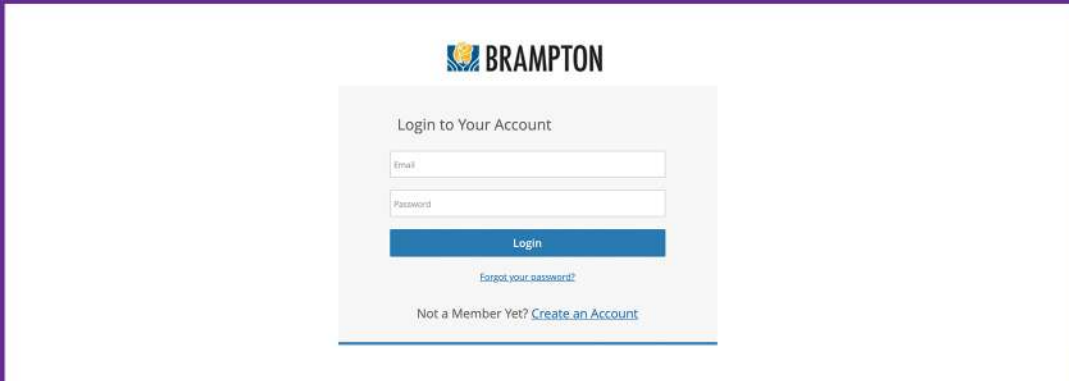 BRAMPTON
Login to Your Account
Email
Password
Login
Forgot your password?
Not a Member Yet? Create an Account